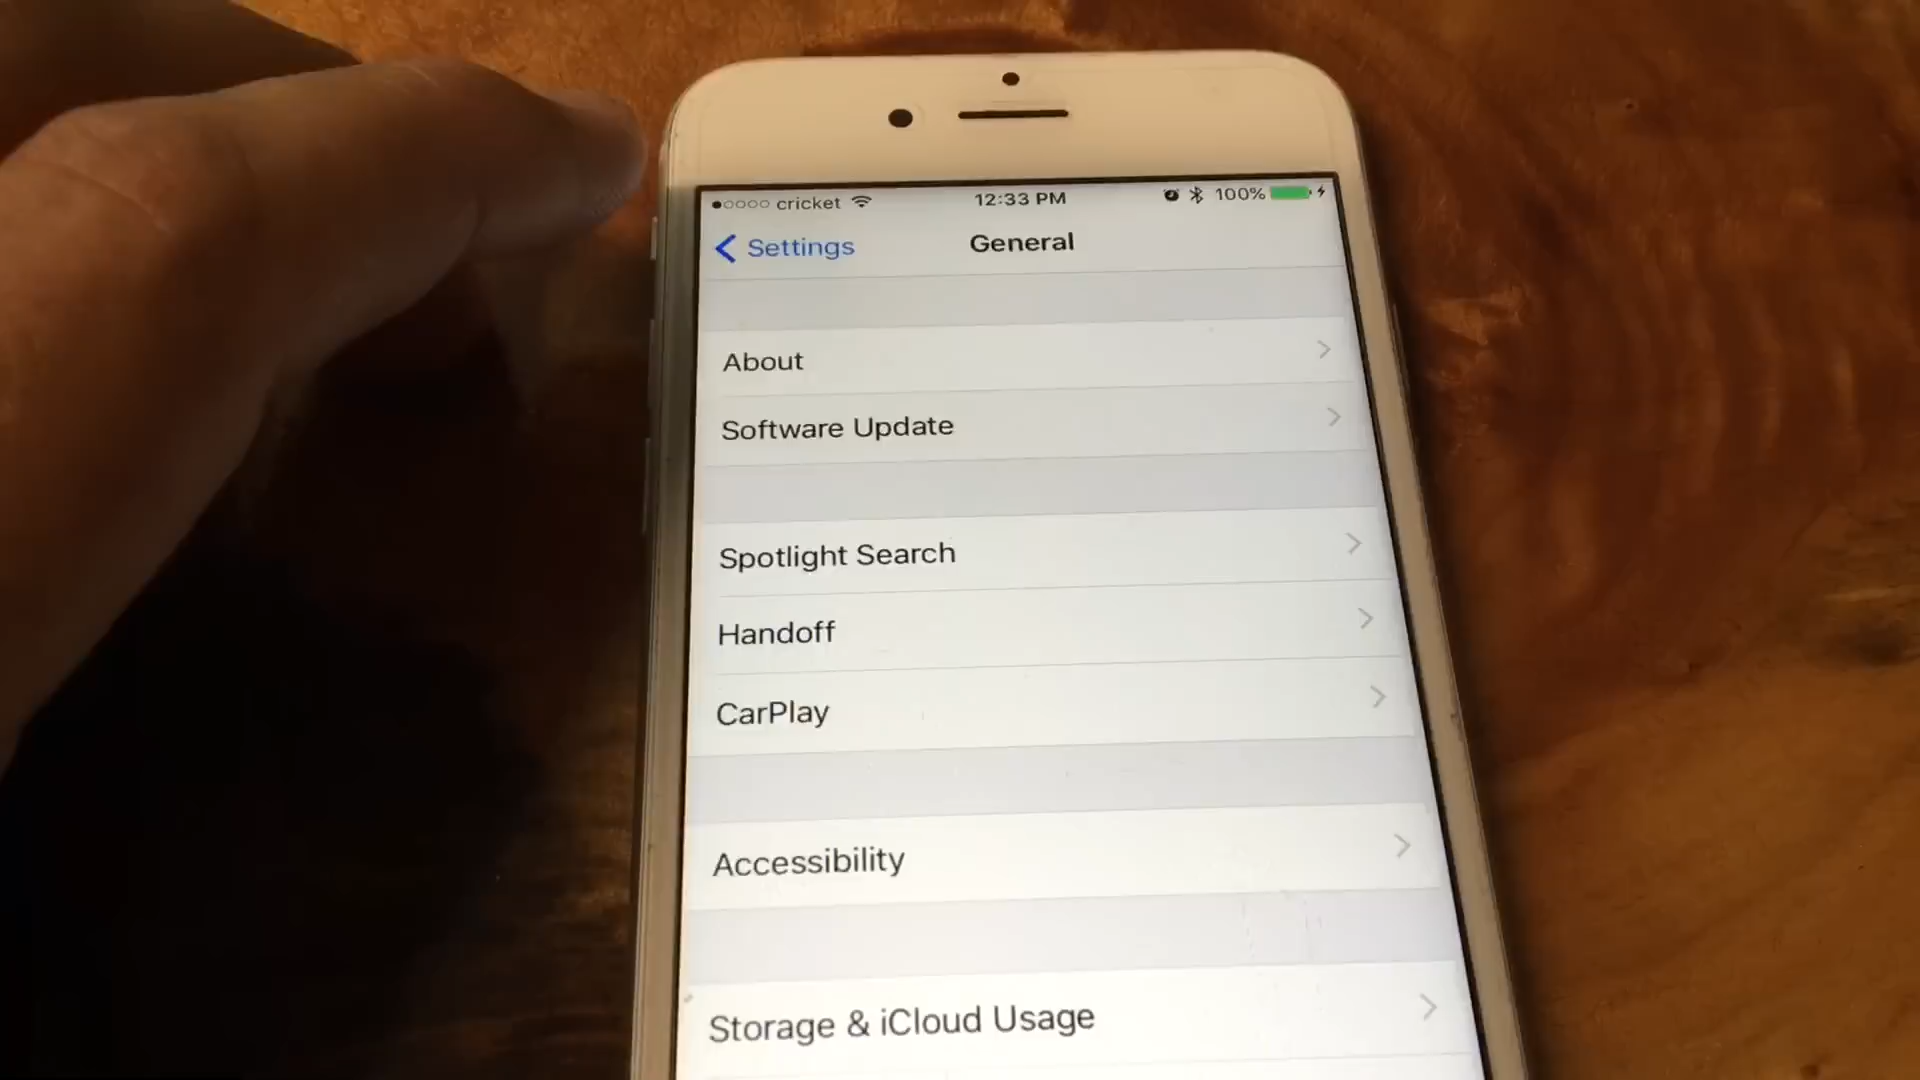 cricket 12:33 PM 100%
Settings General
About
Software Update
Spotlight Search
Handoff
CarPlay
Accessibility
Storage & iCloud Usage